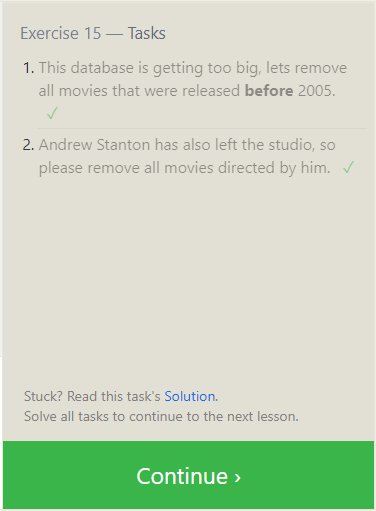 Exercise 15 — Tasks
1. This database is getting too big, lets remove
all movies that were released before 2005.
✓
2. Andrew Stanton has also left the studio, so
please remove all movies directed by him. ✓
Stuck? Read this task's Solution.
Solve all tasks to continue to the next lesson.
Continue ›